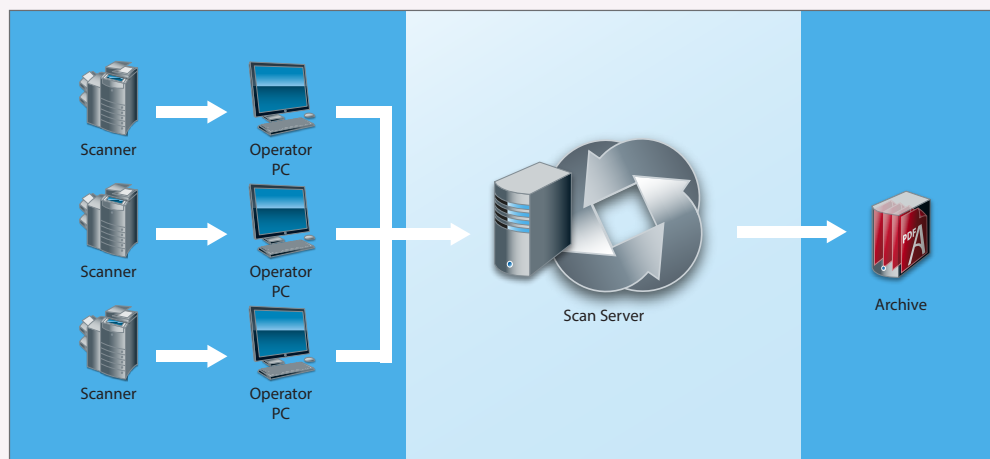 Scanner
Operator
PC
Scanner
Operator
PC
Scanner
Operator
PC
Scan Server
PDF
Archive